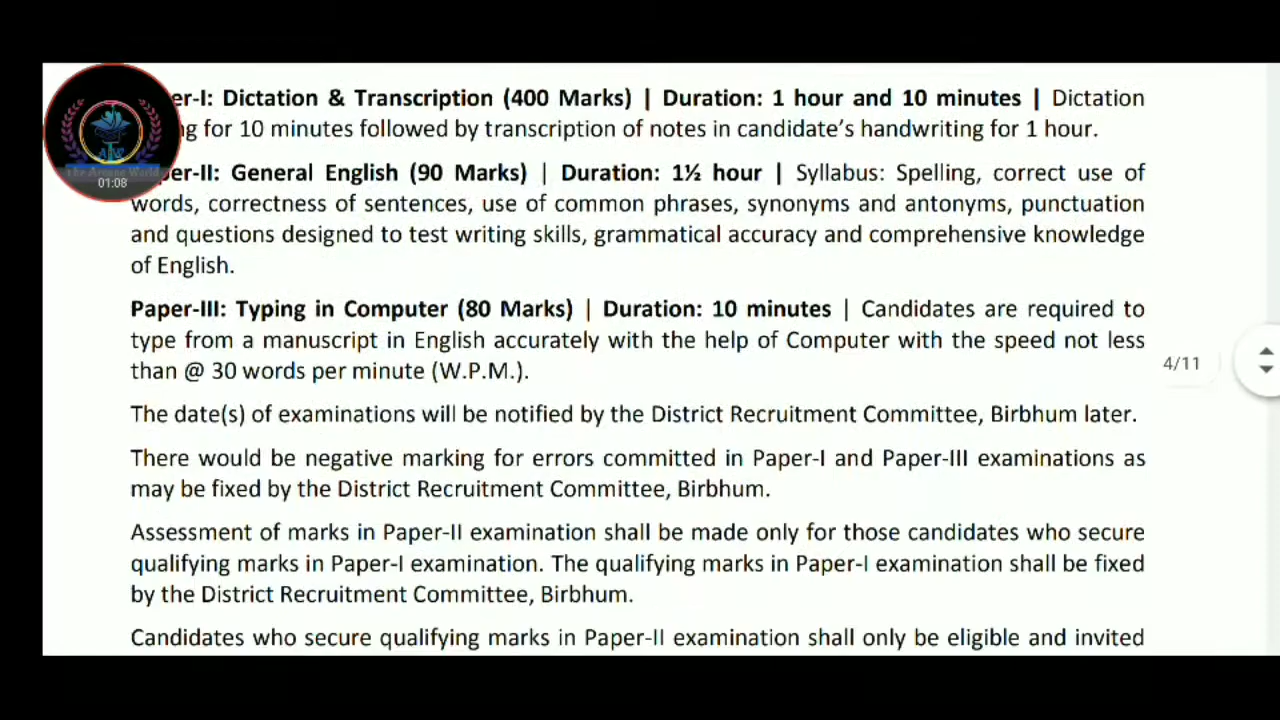 er-I: Dictation & Transcription (400 Marks) | Duration: 1 hour and 10 minutes | Dictation
g for 10 minutes followed by transcription of notes in candidate's handwriting for 1 hour.
er-II: General English (90 Marks) | Duration: 1½ hour | Syllabus: Spelling, correct use of
words, correctness of sentences, use of common phrases, synonyms and antonyms, punctuation
and questions designed to test writing skills, grammatical accuracy and comprehensive knowledge
of English.
Paper-III: Typing in Computer (80 Marks) | Duration: 10 minutes | Candidates are required to
type from a manuscript in English accurately with the help of Computer with the speed not less
than @ 30 words per minute (W.P.M.).
The date(s) of examinations will be notified by the District Recruitment Committee, Birbhum later.
There would be negative marking for errors committed in Paper-I and Paper-III examinations as
may be fixed by the District Recruitment Committee, Birbhum.
Assessment of marks in Paper-II examination shall be made only for those candidates who secure
qualifying marks in Paper-I examination. The qualifying marks in Paper-I examination shall be fixed
by the District Recruitment Committee, Birbhum.
Candidates who secure qualifying marks in Paper-II examination shall only be eligible and invited
The Arcane World
01:08
4/11